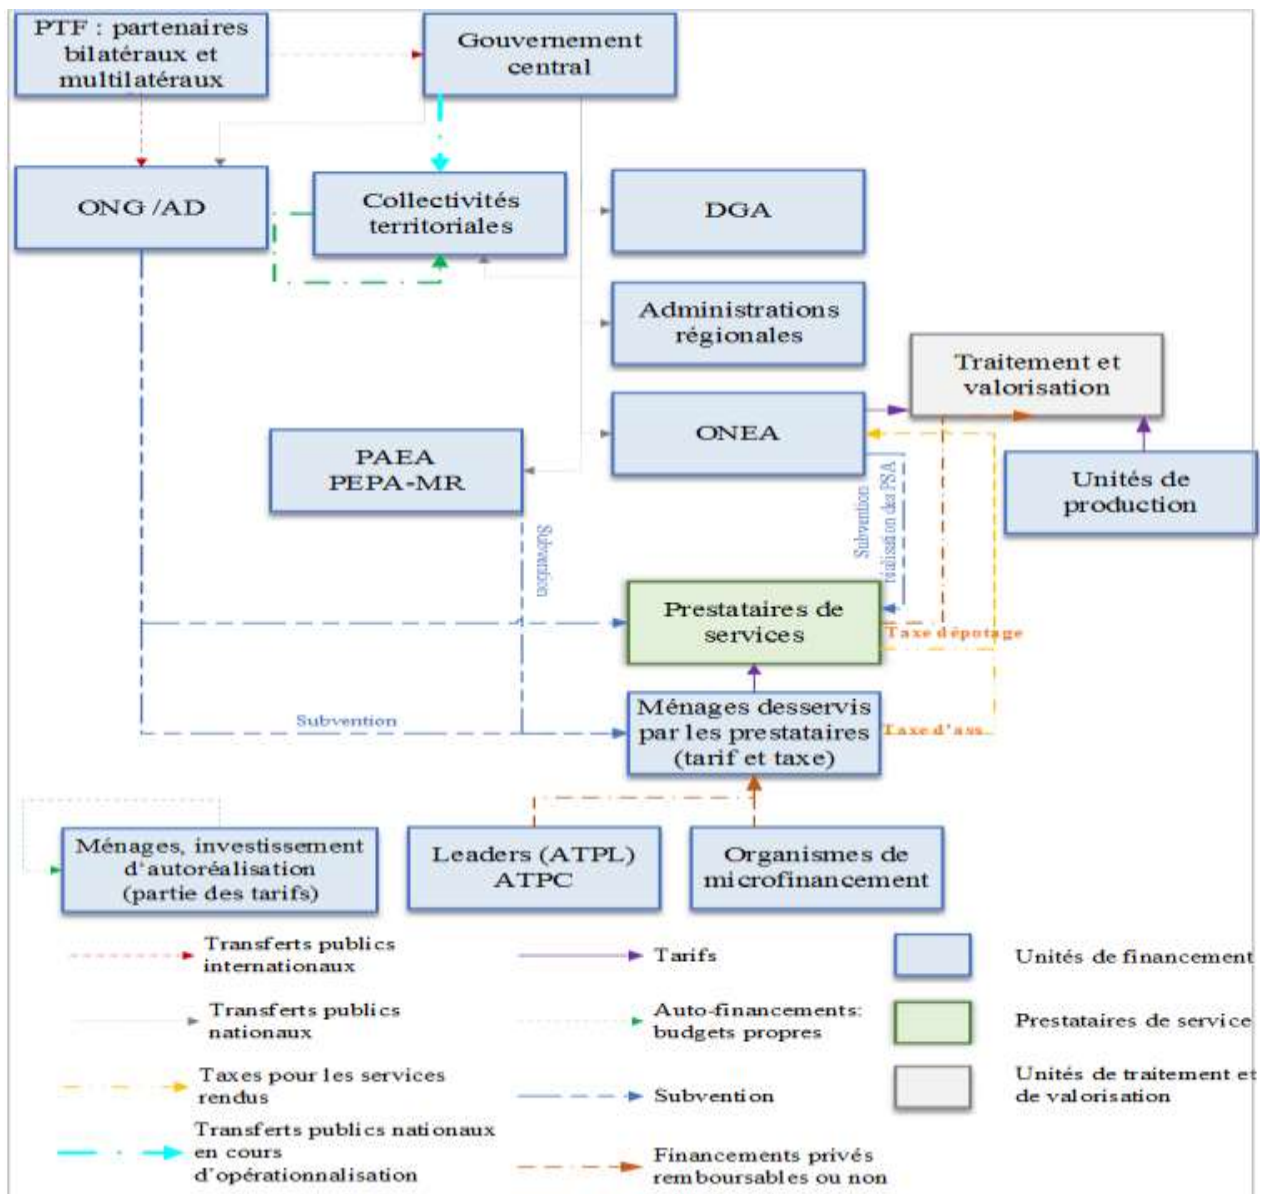 PTF : partenaires
bilatéraux et
multilatéraux
Gouvernement
central
ONG /AD
Collectivités
territoriales
DGA
Administrations
régionales
Traitement et
valorisation
ONEA
PAEA
PEPA-MR
Unités de
production
Subvention
Subvention
réalisation des PSA
Prestataires de
services
Taxe dépotage
Subvention
Ménages desservis
par les prestataires
(tarif et taxe)
Taxe d'ass
Ménages, investissement
d'autoréalisation
(partie des tarifs)
Leaders (ATPL)
ATPC
Organismes de
microfinancement
Transferts publics
internaux
Tarifs
Unités de financement
Transferts publics
nationaux
Auto-financements:
budgets propres
Prestataires de service
Taxes pour les services
rendus
Subvention
Unités de traitement et
de valorisation
Transferts publics nationaux
en cours
d'opérationnalisation
Financements privés
remboursables ou non